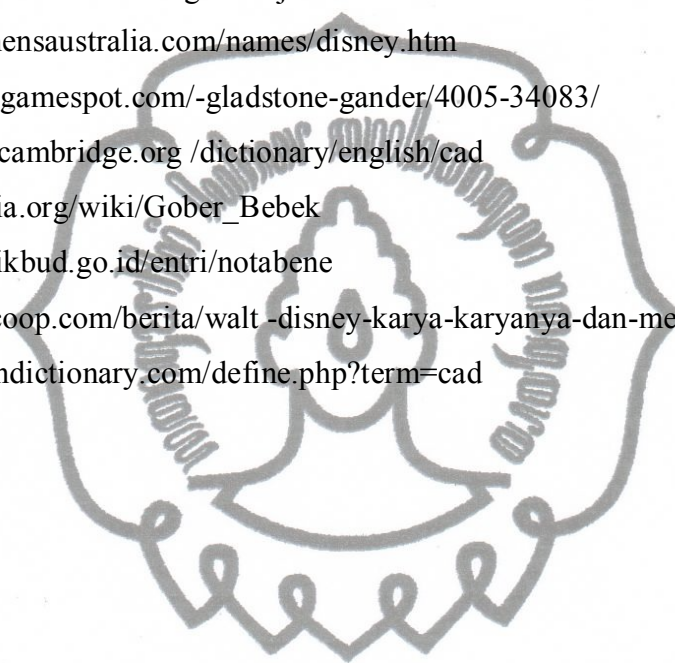 ensaustralia.com/names/disney.htm
gamespot.com/-gladstone-gander/4005-34083/
cambridge.org /dictionary/english/cad
ia.org/wiki/Gober_Bebek
ikbud.go.id/entri/notabene
coop.com/berita/walt -disney-karya-karyanya-dan-me
ndictionary.com/define.php?term=cad